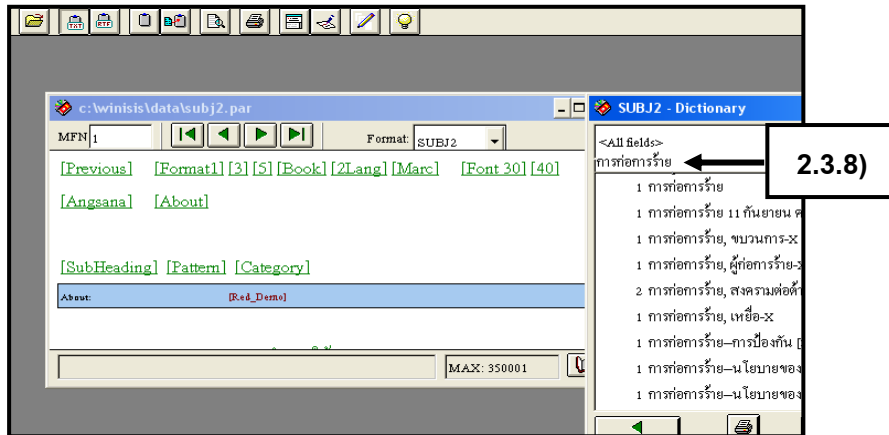 TXT RTF
c:\winisis\data\subj2.par
MFN 1 Format: SUBJ2
[Previous] [Format1] [3] [5] [Book] [2Lang] [Marc] [Font 30] [40]
[Angsana] [About]
[SubHeading] [Pattern] [Category]
About: [Red_Demo]
MAX: 350001
SUBJ2 - Dictionary
<All fields>
การก่อการร้าย
2.3.8)
1 การก่อการร้าย
1 การก่อการร้าย 11 กันยายน ค
1 การก่อการร้าย, ขบวนการ-X
1 การก่อการร้าย, ผู้ก่อการร้าย-X
2 การก่อการร้าย, สงครามต่อต้า
1 การก่อการร้าย, เหยื่อ-X
1 การก่อการร้าย--การป้องกัน [
1 การก่อการร้าย--นโยบายของ
1 การก่อการร้าย--นโยบายของ